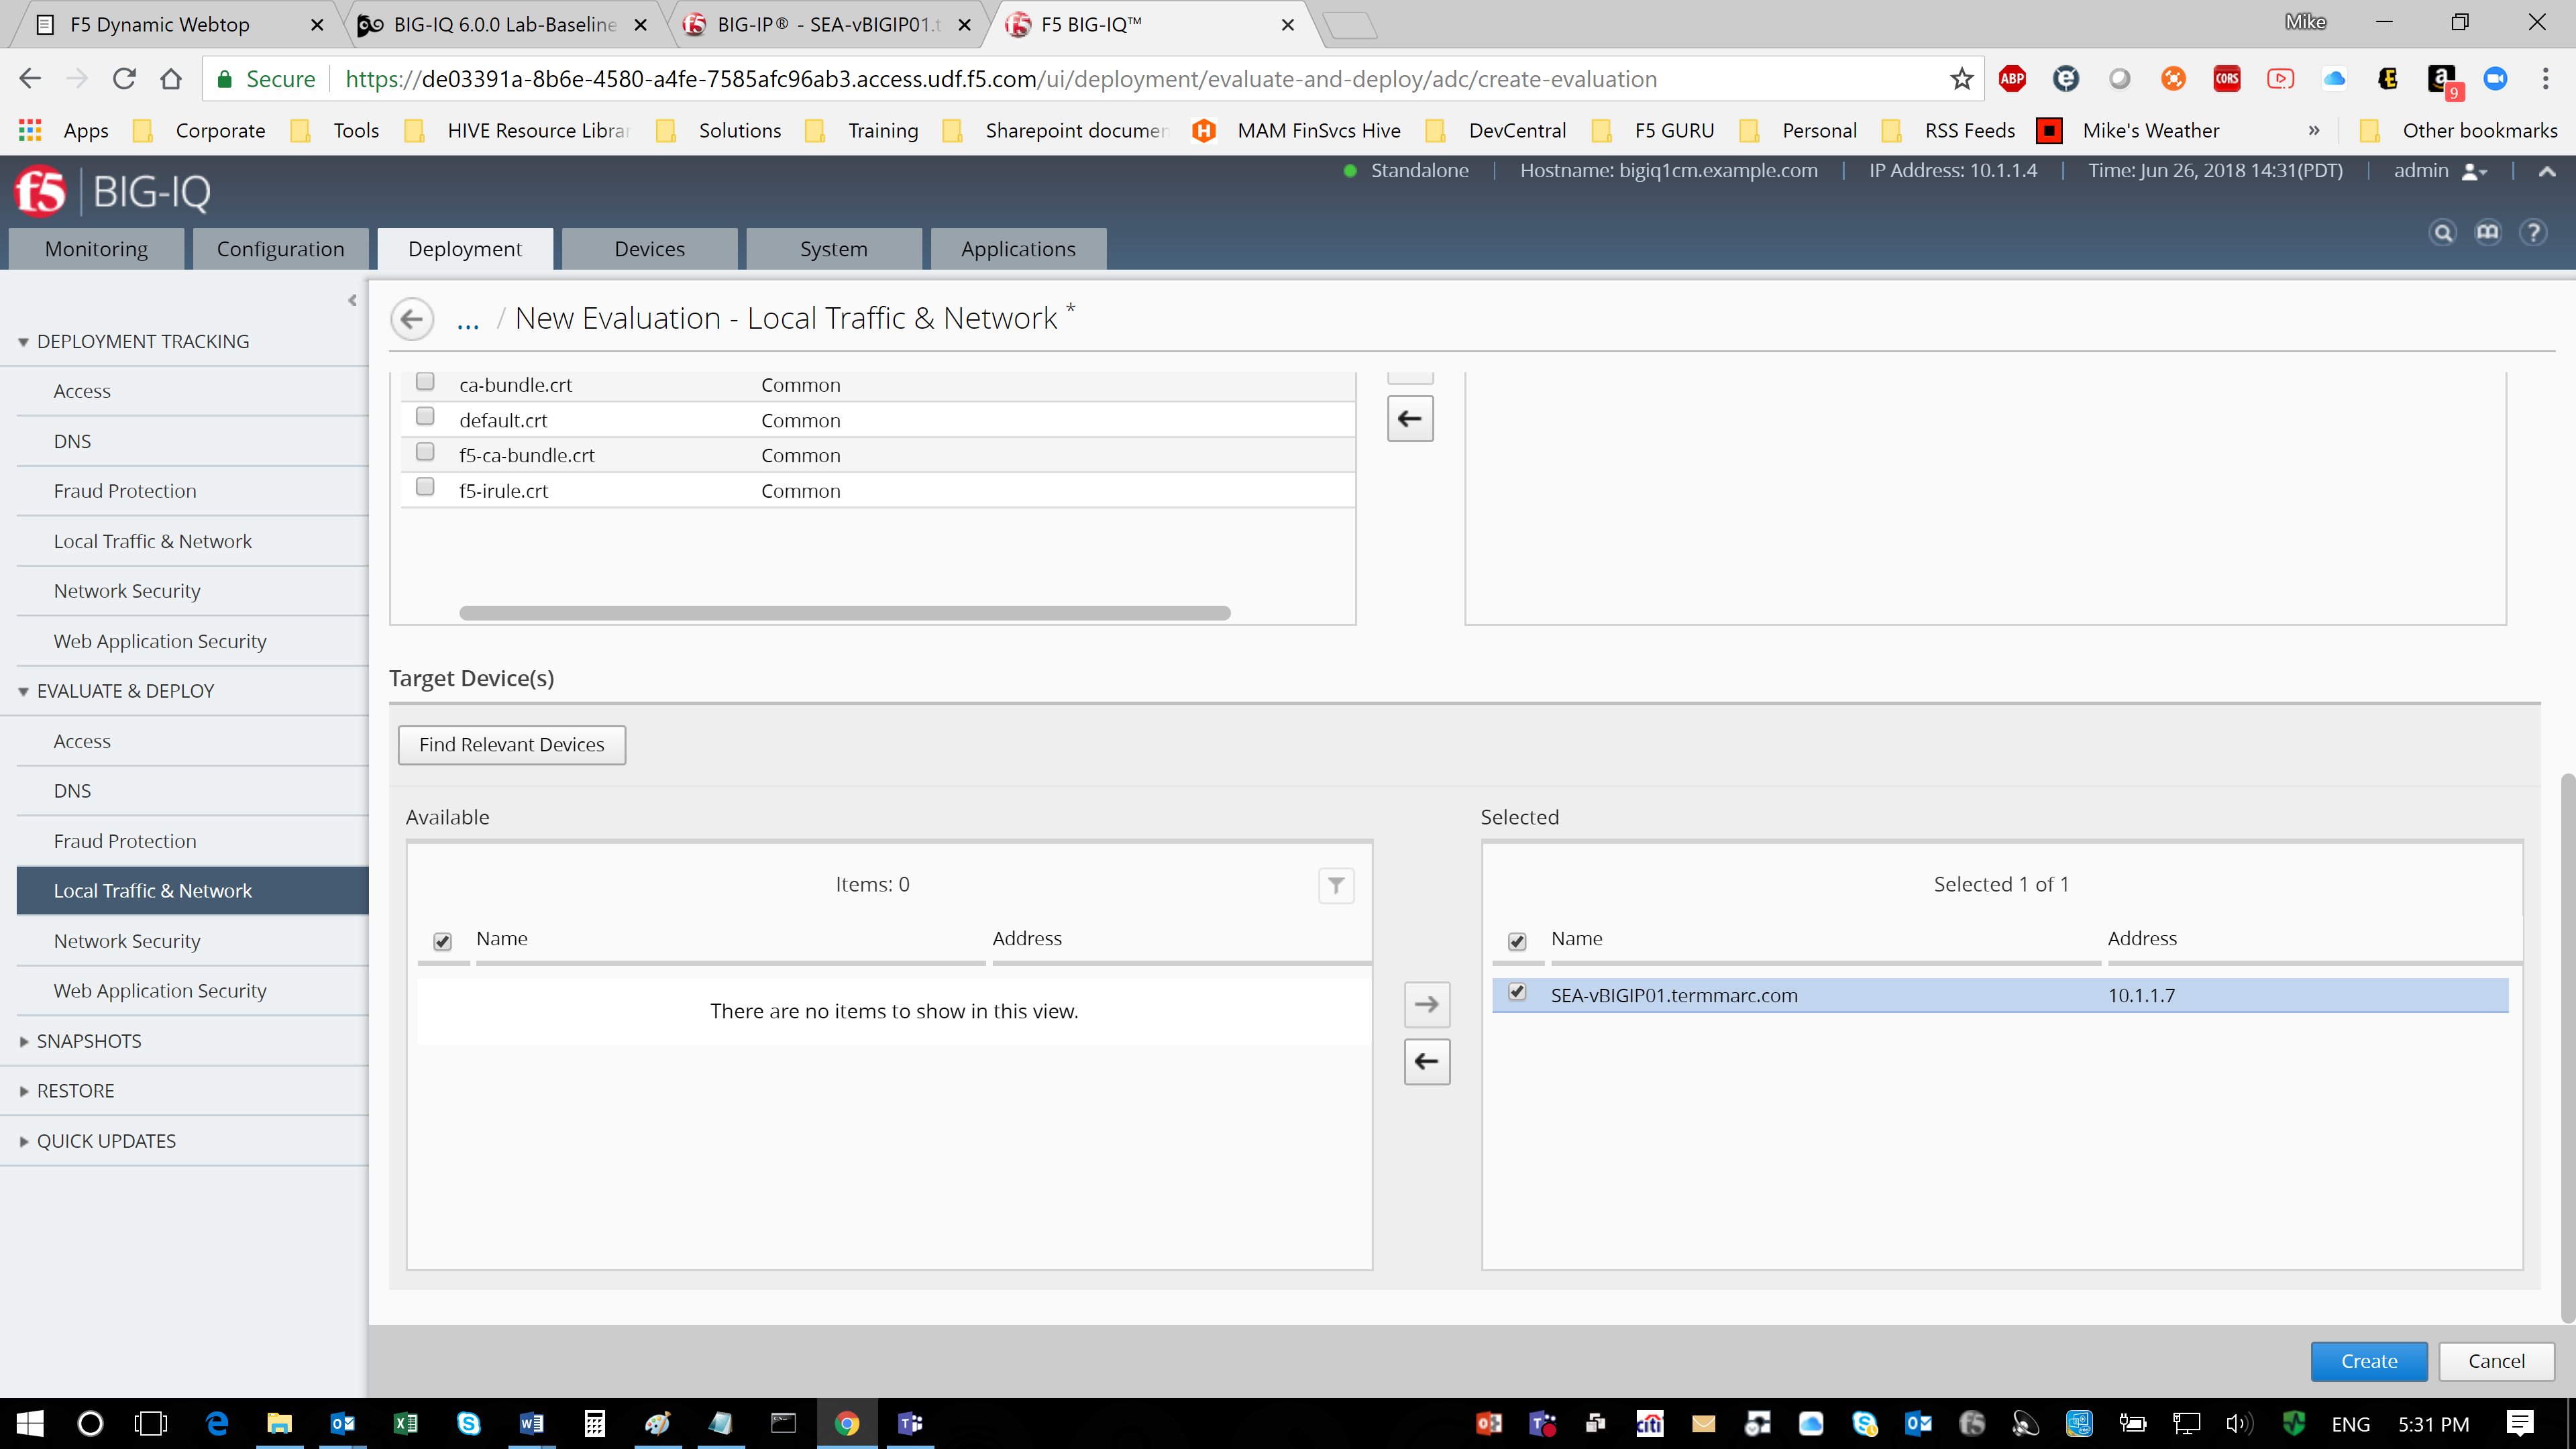 F5 Dynamic Webtop
BIG-IQ 6.0.0 Lab-Baseline
BIG-IP® - SEA-vBIGIP01.t
F5 BIG-IQ™
Mike
Secure
https://de03391a-8b6e-4580-a4fe-7585afc96ab3.access.udf.f5.com/ui/deployment/evaluate-and-deploy/adc/create-evaluation
ABP
CORS
9
Apps
Corporate
Tools
HIVE Resource Librar
Solutions
Training
Sharepoint documen
MAM FinSvcs Hive
DevCentral
F5 GURU
Personal
RSS Feeds
Mike's Weather
»
Other bookmarks
f5 BIG-IQ
Standalone
Hostname: bigiq1cm.example.com
IP Address: 10.1.1.4
Time: Jun 26, 2018 14:31(PDT)
admin
Monitoring
Configuration
Deployment
Devices
System
Applications
DEPLOYMENT TRACKING
Access
DNS
Fraud Protection
Local Traffic & Network
Network Security
Web Application Security
EVALUATE & DEPLOY
Access
DNS
Fraud Protection
Local Traffic & Network
Network Security
Web Application Security
SNAPSHOTS
RESTORE
QUICK UPDATES
... / New Evaluation - Local Traffic & Network *
ca-bundle.crt Common
default.crt Common
f5-ca-bundle.crt Common
f5-irule.crt Common
Target Device(s)
Find Relevant Devices
Available
Items: 0
Name Address
There are no items to show in this view.
Selected
Selected 1 of 1
Name Address
SEA-vBIGIP01.termmarc.com 10.1.1.7
Create
Cancel
citi
ENG
5:31 PM